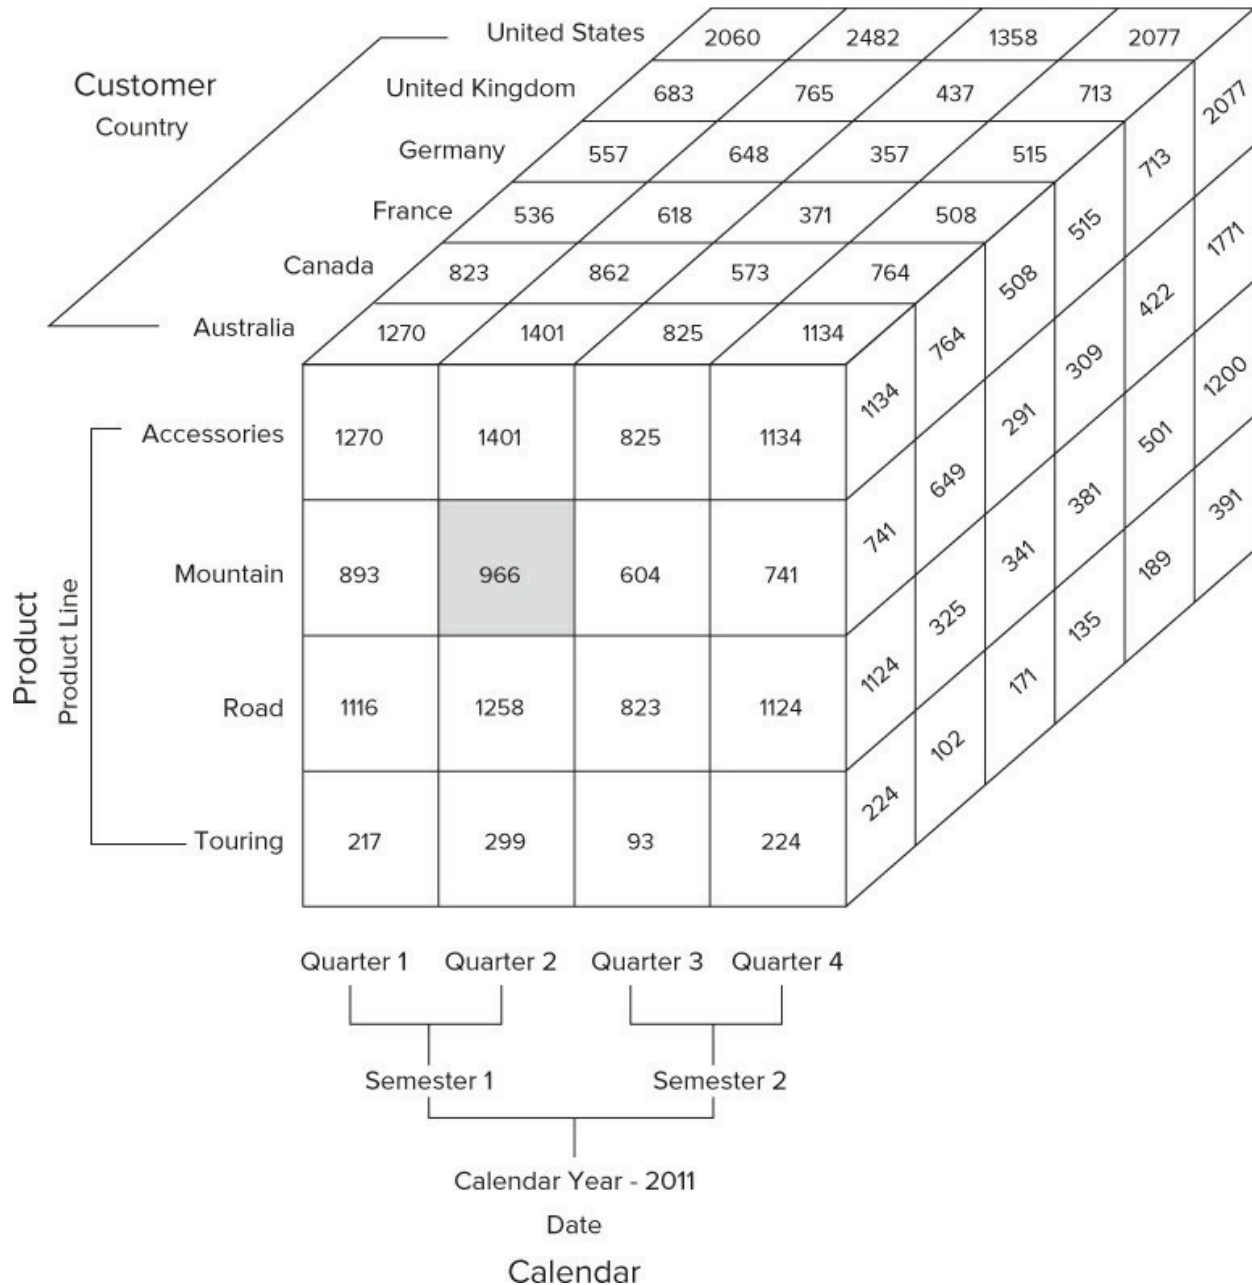 United States 2060 2482 1358 2077
Customer
Country
United Kingdom 683 765 437 713
Germany 557 648 357 515
France 536 618 371 508
Canada 823 862 573 764
Australia 1270 1401 825 1134
1134 764 508 515 713 2077
741 649 291 309 422 1771
1124 325 341 381 501 1200
224 102 171 135 189 391
Product
Product Line
Accessories 1270 1401 825 1134
Mountain 893 966 604 741
Road 1116 1258 823 1124
Touring 217 299 93 224
Quarter 1 Quarter 2 Quarter 3 Quarter 4
Semester 1 Semester 2
Calendar Year - 2011
Date
Calendar